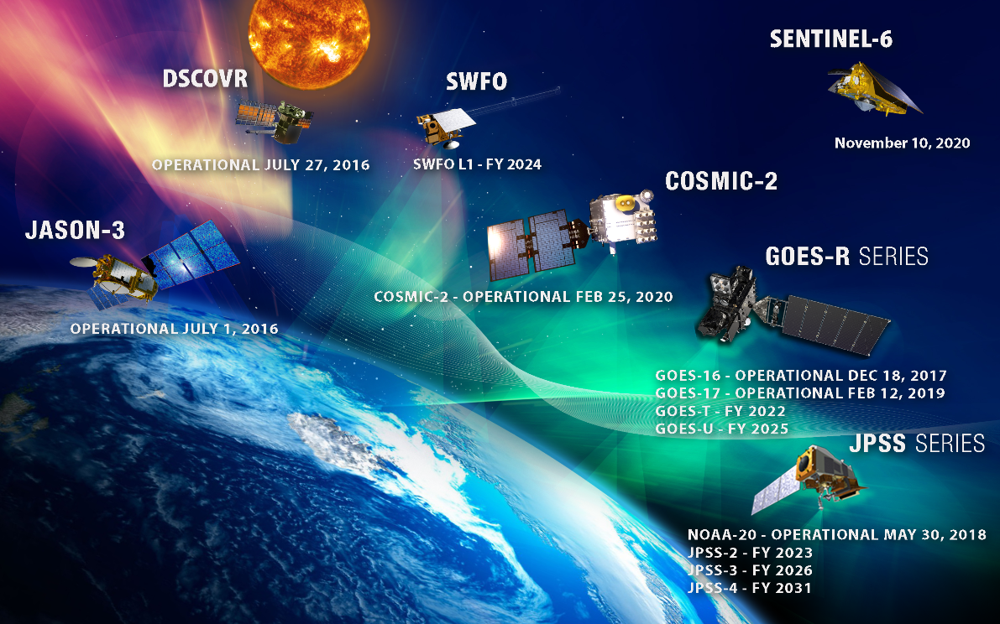 SENTINEL-6
November 10, 2020
DSCOVR
OPERATIONAL JULY 27, 2016
SWFO
SWFO L1 - FY 2024
COSMIC-2
COSMIC-2 - OPERATIONAL FEB 25, 2020
JASON-3
OPERATIONAL JULY 1, 2016
GOES-R SERIES
GOES-16 - OPERATIONAL DEC 18, 2017
GOES-17 - OPERATIONAL FEB 12, 2019
GOES-T - FY 2022
GOES-U - FY 2025
JPSS SERIES
NOAA-20 - OPERATIONAL MAY 30, 2018
JPSS-2 - FY 2023
JPSS-3 - FY 2026
JPSS-4 - FY 2031